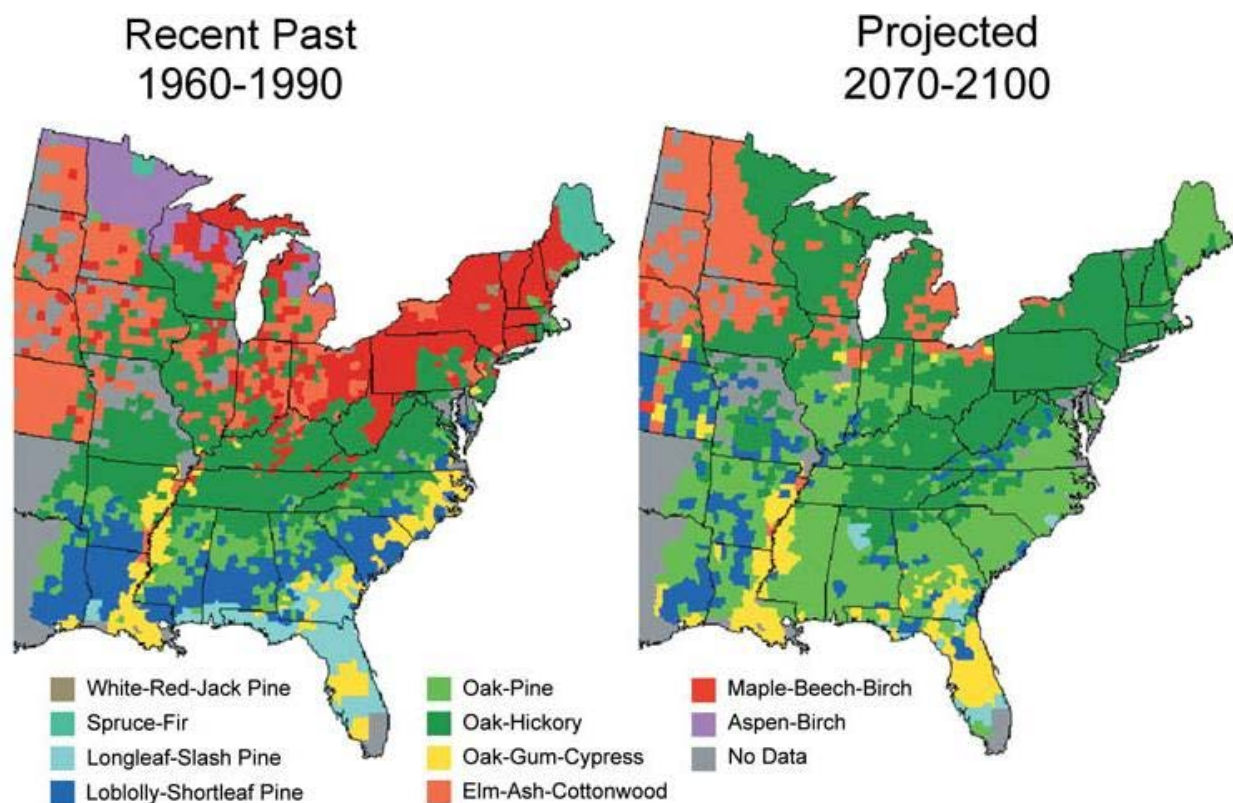 Recent Past
1960-1990
Projected
2070-2100
White-Red-Jack Pine
Spruce-Fir
Longleaf-Slash Pine
Loblolly-Shortleaf Pine
Oak-Pine
Oak-Hickory
Oak-Gum-Cypress
Elm-Ash-Cottonwood
Maple-Beech-Birch
Aspen-Birch
No Data